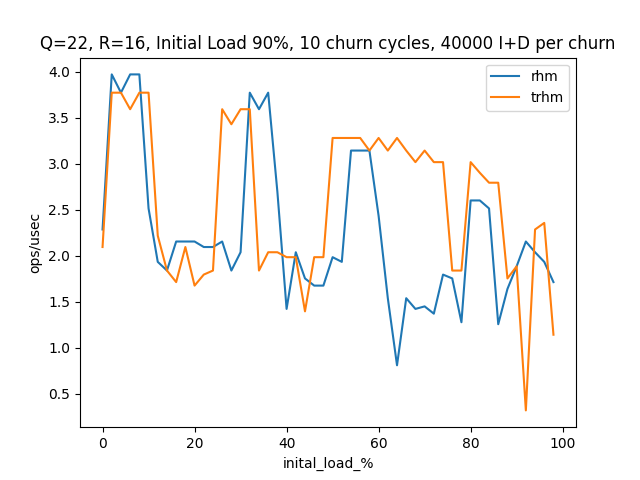 Q=22, R=16, Initial Load 90%, 10 churn cycles, 40000 I+D per churn
rhm
trhm
4.0
3.5
3.0
2.5
2.0
1.5
1.0
0.5
ops/usec
0 20 40 60 80 100
inital_load_%